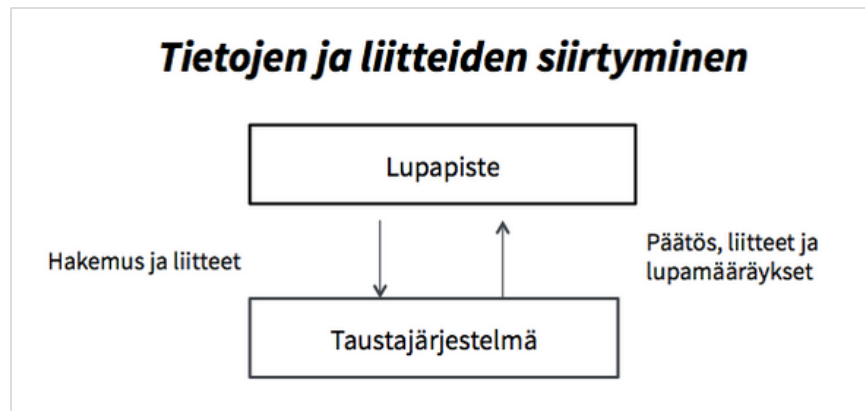 Tietojen ja liitteiden siirtyminen
Lupapiste
Hakemus ja liitteet
Päätös, liitteet ja
lupamääräykset
Taustajärjestelmä